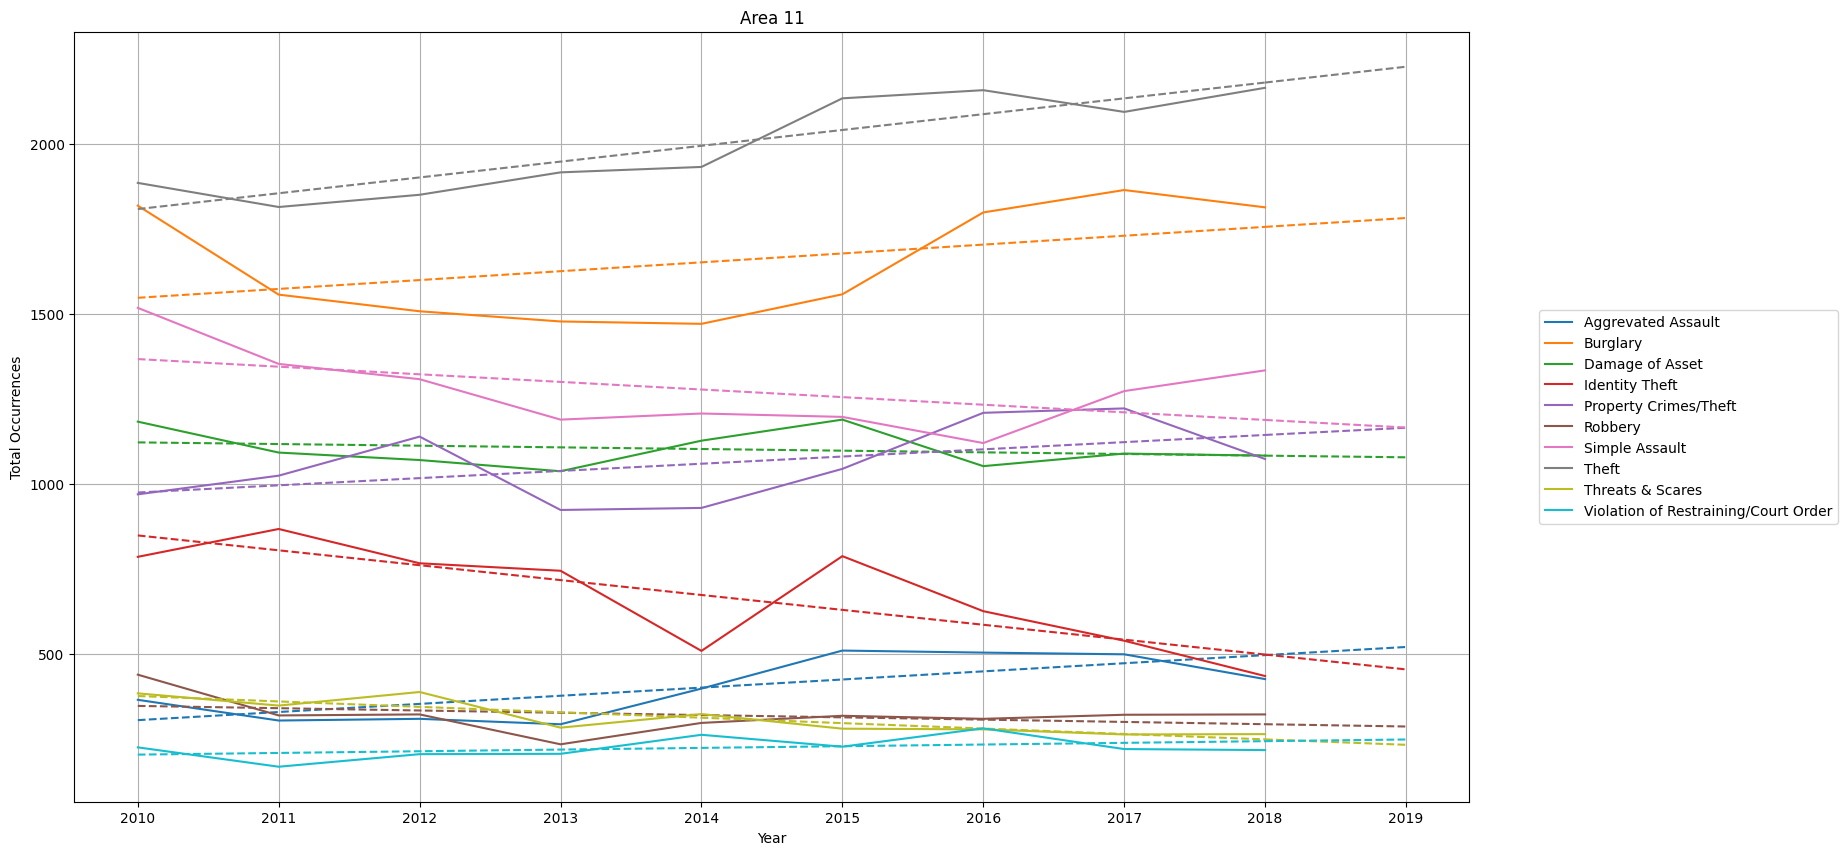 Area 11
Total Occurrences
2000
1500
1000
500
2010 2011 2012 2013 2014 2015 2016 2017 2018 2019
Year
Aggrevated Assault
Burglary
Damage of Asset
Identity Theft
Property Crimes/Theft
Robbery
Simple Assault
Theft
Threats & Scares
Violation of Restraining/Court Order